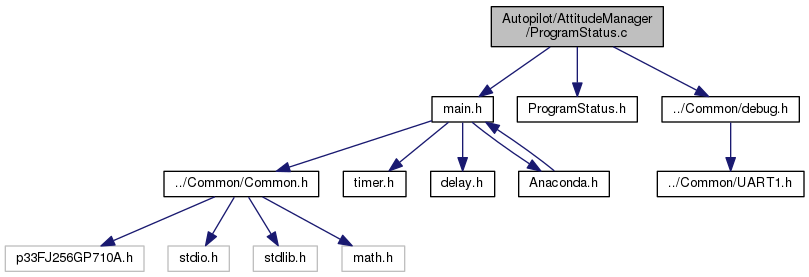 Autopilot/AttitudeManager
/ProgramStatus.c
main.h
ProgramStatus.h
../Common/debug.h
../Common/Common.h
timer.h
delay.h
Anaconda.h
../Common/UART1.h
p33FJ256GP710A.h
stdio.h
stdlib.h
math.h